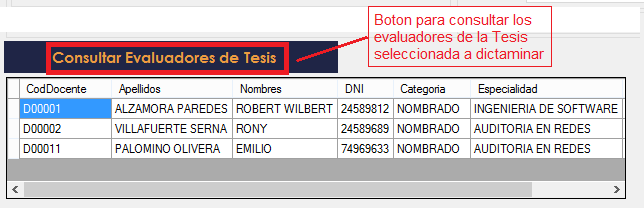 Boton para consultar los
evaluadores de la Tesis
seleccionada a dictaminar
Consultar Evaluadores de Tesis
CodDocente Apellidos Nombres DNI Categoria Especialidad
D00001 ALZAMORA PAREDES ROBERT WILBERT 24589812 NOMBRADO INGENIERIA DE SOFTWARE
D00002 VILLAFUERTE SERNA RONY 24589689 NOMBRADO AUDITORIA EN REDES
D00011 PALOMINO OLIVERA EMILIO 74969633 NOMBRADO AUDITORIA EN REDES